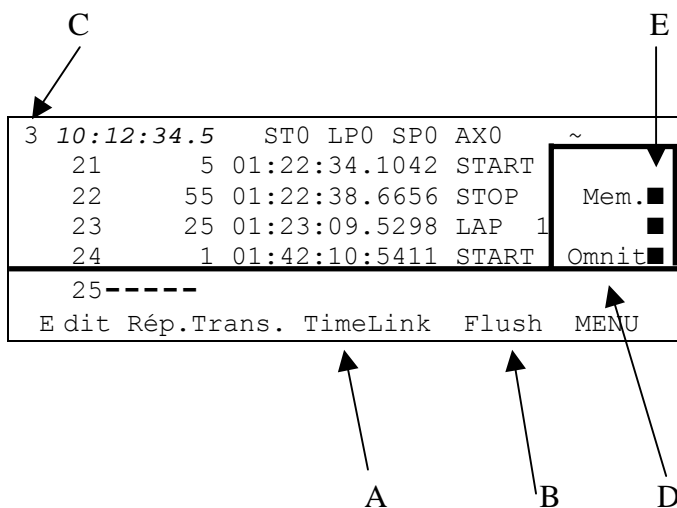 C E
3 10:12:34.5 ST0 LP0 SP0 AX0 ~
21 5 01:22:34.1042 START
22 55 01:22:38.6656 STOP Mem.■
23 25 01:23:09.5298 LAP 1 ■
24 1 01:42:10:5411 START Omnit■
25-----
E dit Rép.Trans. TimeLink Flush MENU
A B D